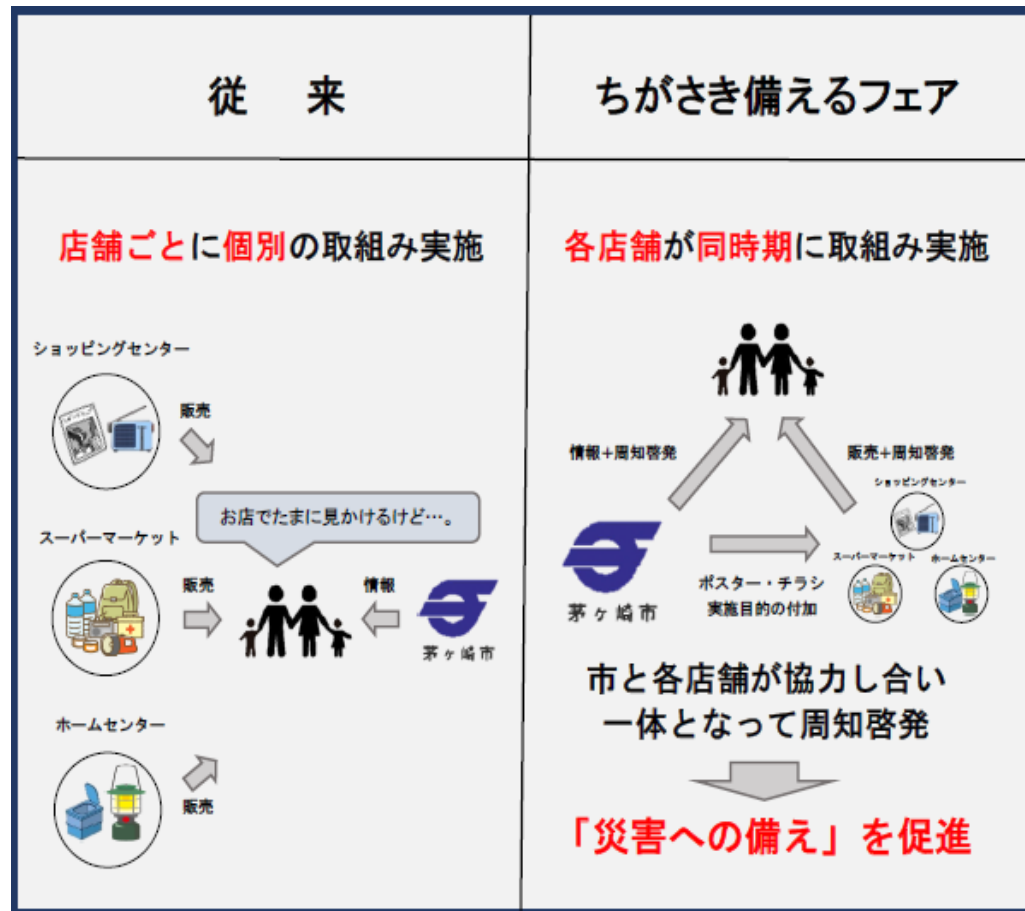 従 来
ちがさき備えるフェア
店舗ごとに個別の取組み実施
ショッピングセンター
販売
お店でたまに見かけるけど…。
スーパーマーケット
販売
情報
茅ヶ崎市
ホームセンター
販売
各店舗が同時期に取組み実施
情報+周知啓発
販売+周知啓発
ショッピングセンター
スーパーマーケット
ホームセンター
ポスター・チラシ
実施目的の付加
茅ヶ崎市
市と各店舗が協力し合い
一体となって周知啓発
「災害への備え」を促進